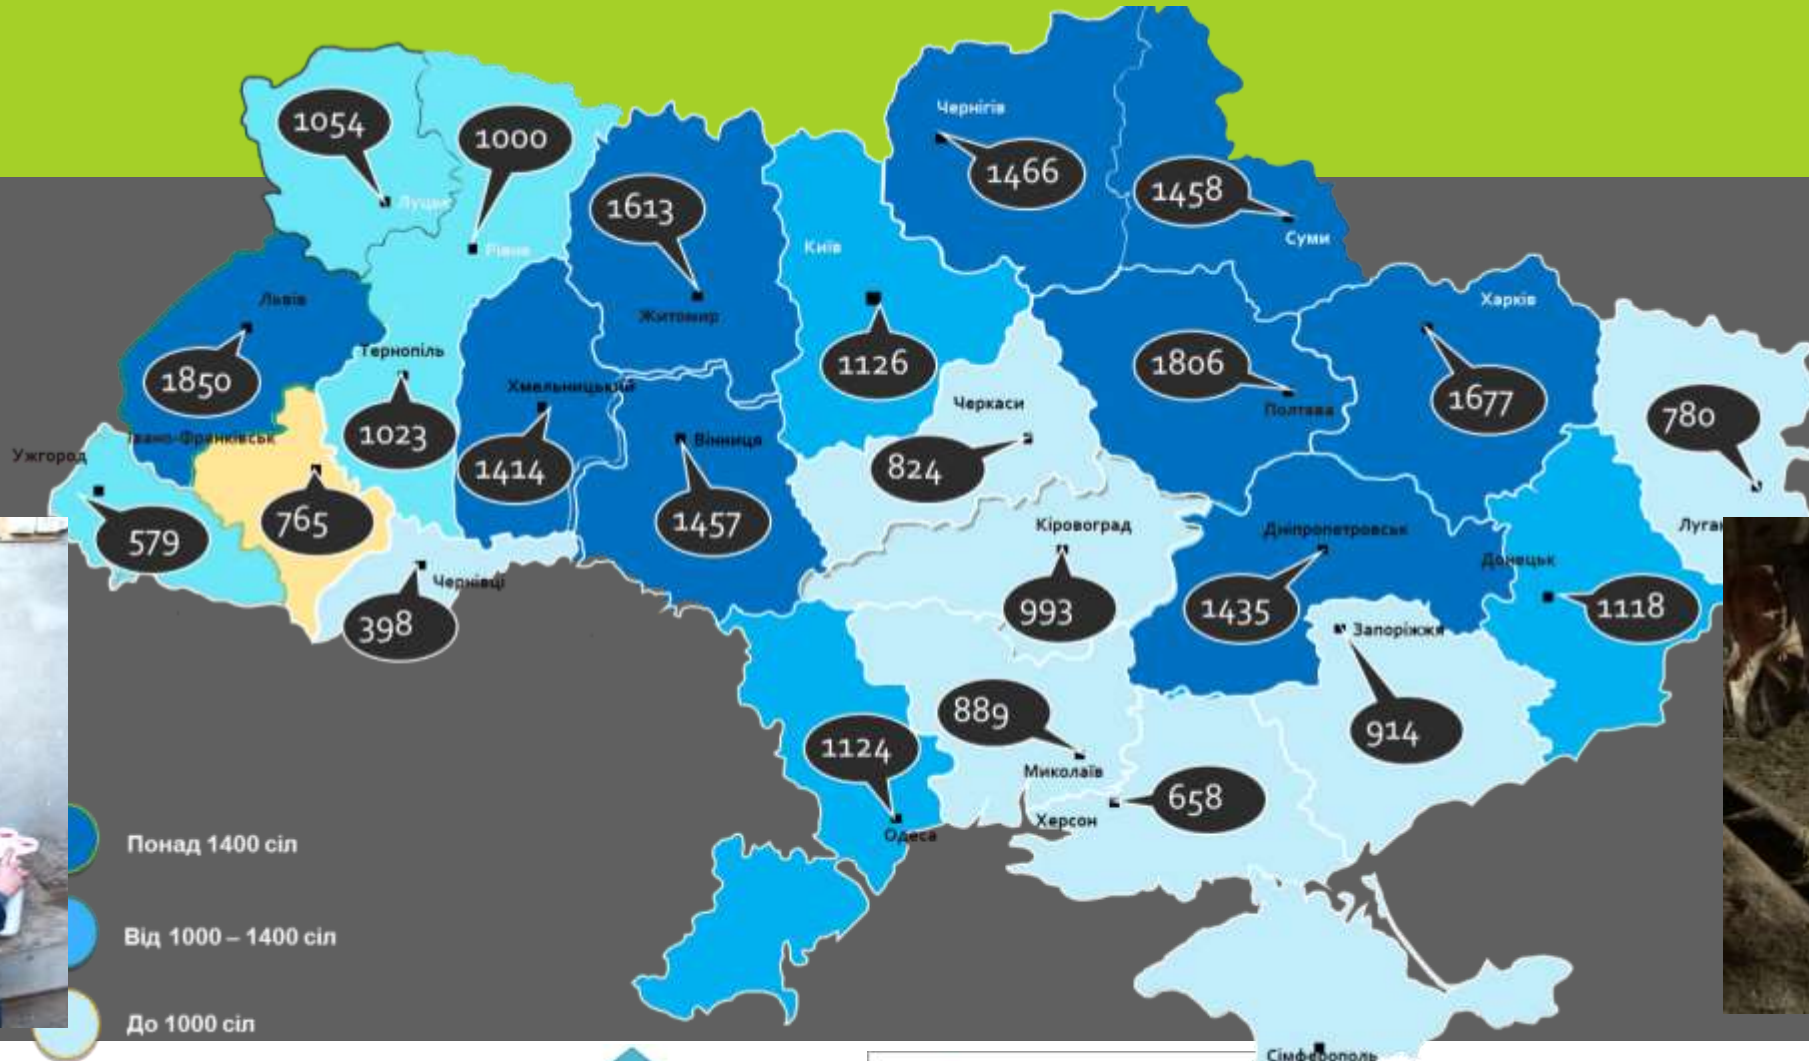 Чернігів
1054
1000
1466
1458
1613
Луцьк
Суми
Київ
Рівне
Львів
Житомир
Харків
Тернопіль
1850
1126
1806
1677
Хмельницький
Черкаси
Полтава
780
Івано-Франківськ
1023
Вінниця
Ужгород
1414
824
765
1457
Кіровоград
Дніпропетровськ
Луган
579
Донецьк
Чернівці
398
993
1435
1118
Запоріжжя
889
914
1124
Миколаїв
658
Херсон
Одеса
Понад 1400 сіл
Від 1000 – 1400 сіл
До 1000 сіл
Сімферополь